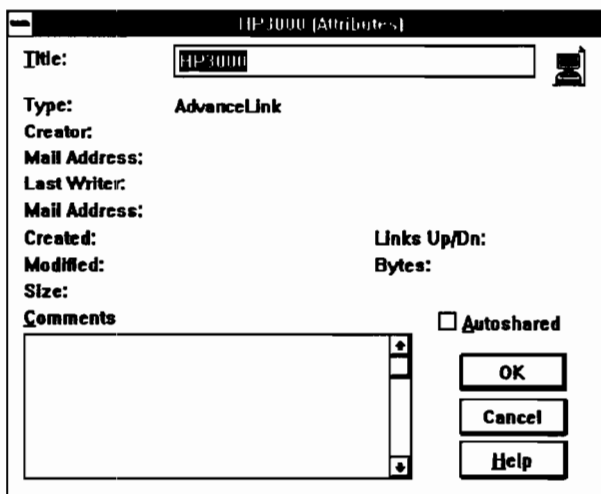 HP3000 (Attributes)
Title: HP3000
Type: AdvanceLink
Creator:
Mail Address:
Last Writer:
Mail Address:
Created: Links Up/Dn:
Modified: Bytes:
Size:
Comments
Autoshared
OK
Cancel
Help